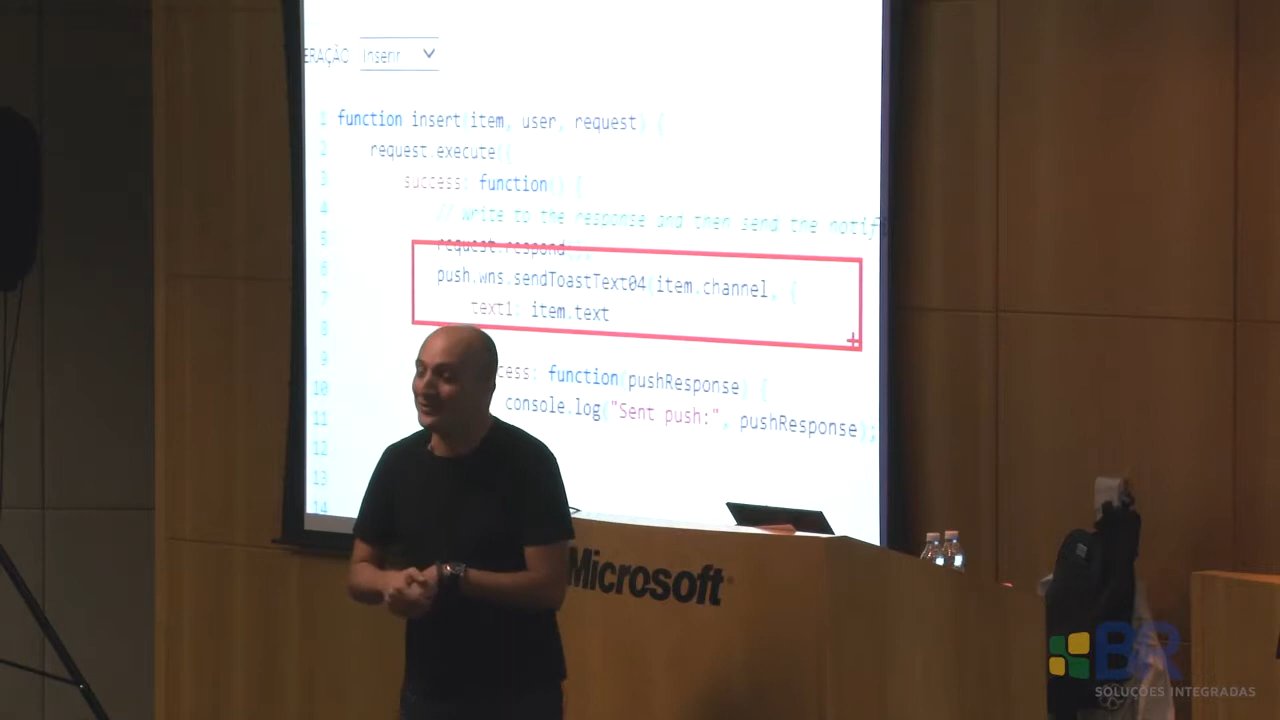 ERAÇÃO Inserir
1 function insert(item, user, request) {
2 request.execute({
3 success: function() {
4 // Write to the response and then send the notif
5 request.respond();
6 push.wns.sendToastText04(item.channel, {
7 text1: item.text
8
9 cess: function(pushResponse) {
10 console.log("Sent push:", pushResponse);
11
12
13
14
Microsoft
BR
SOLUÇÕES INTEGRADAS